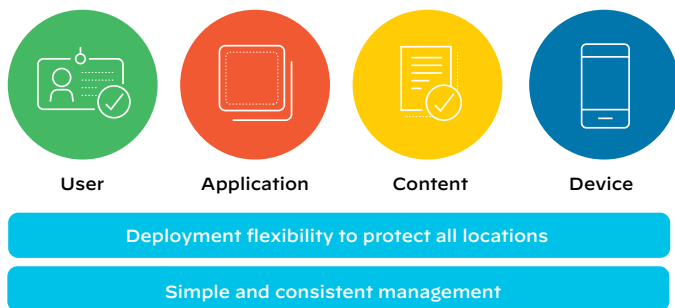 User
Application
Content
Device
Deployment flexibility to protect all locations
Simple and consistent management